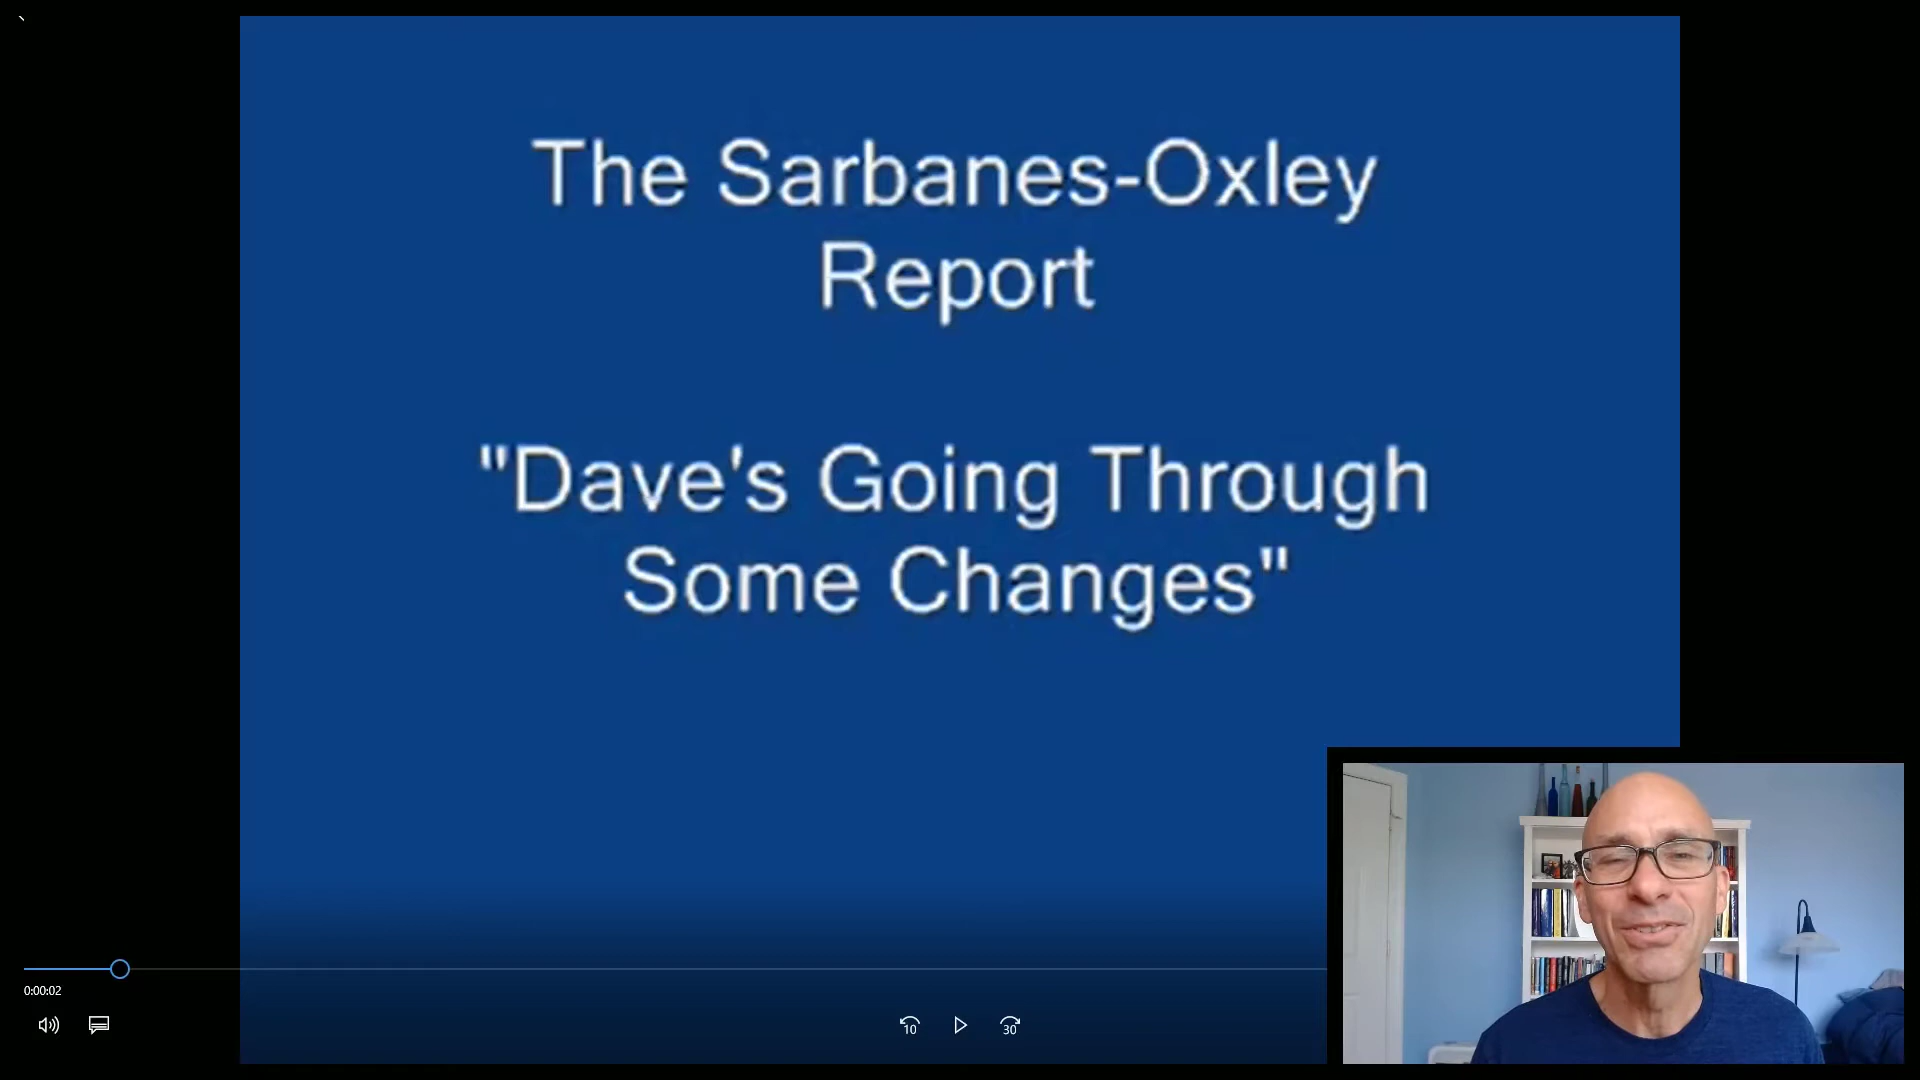 The Sarbanes-Oxley
Report
"Dave's Going Through
Some Changes"
0:00:02
10
30